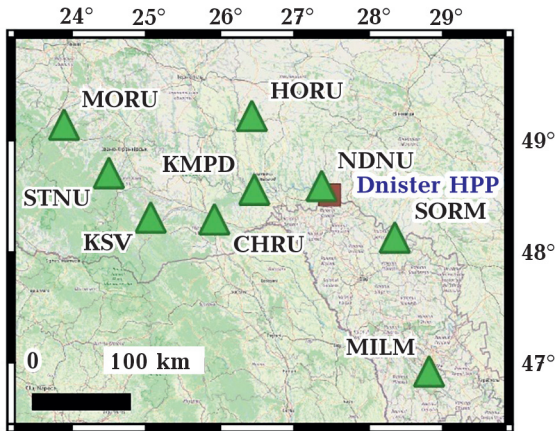 24° 25° 26° 27° 28° 29°
MORU
HORU
49°
KMPD
NDNU
STNU
Dnister HPP
SORM
KSV
CHRU
48°
MILM
47°
0 100 km